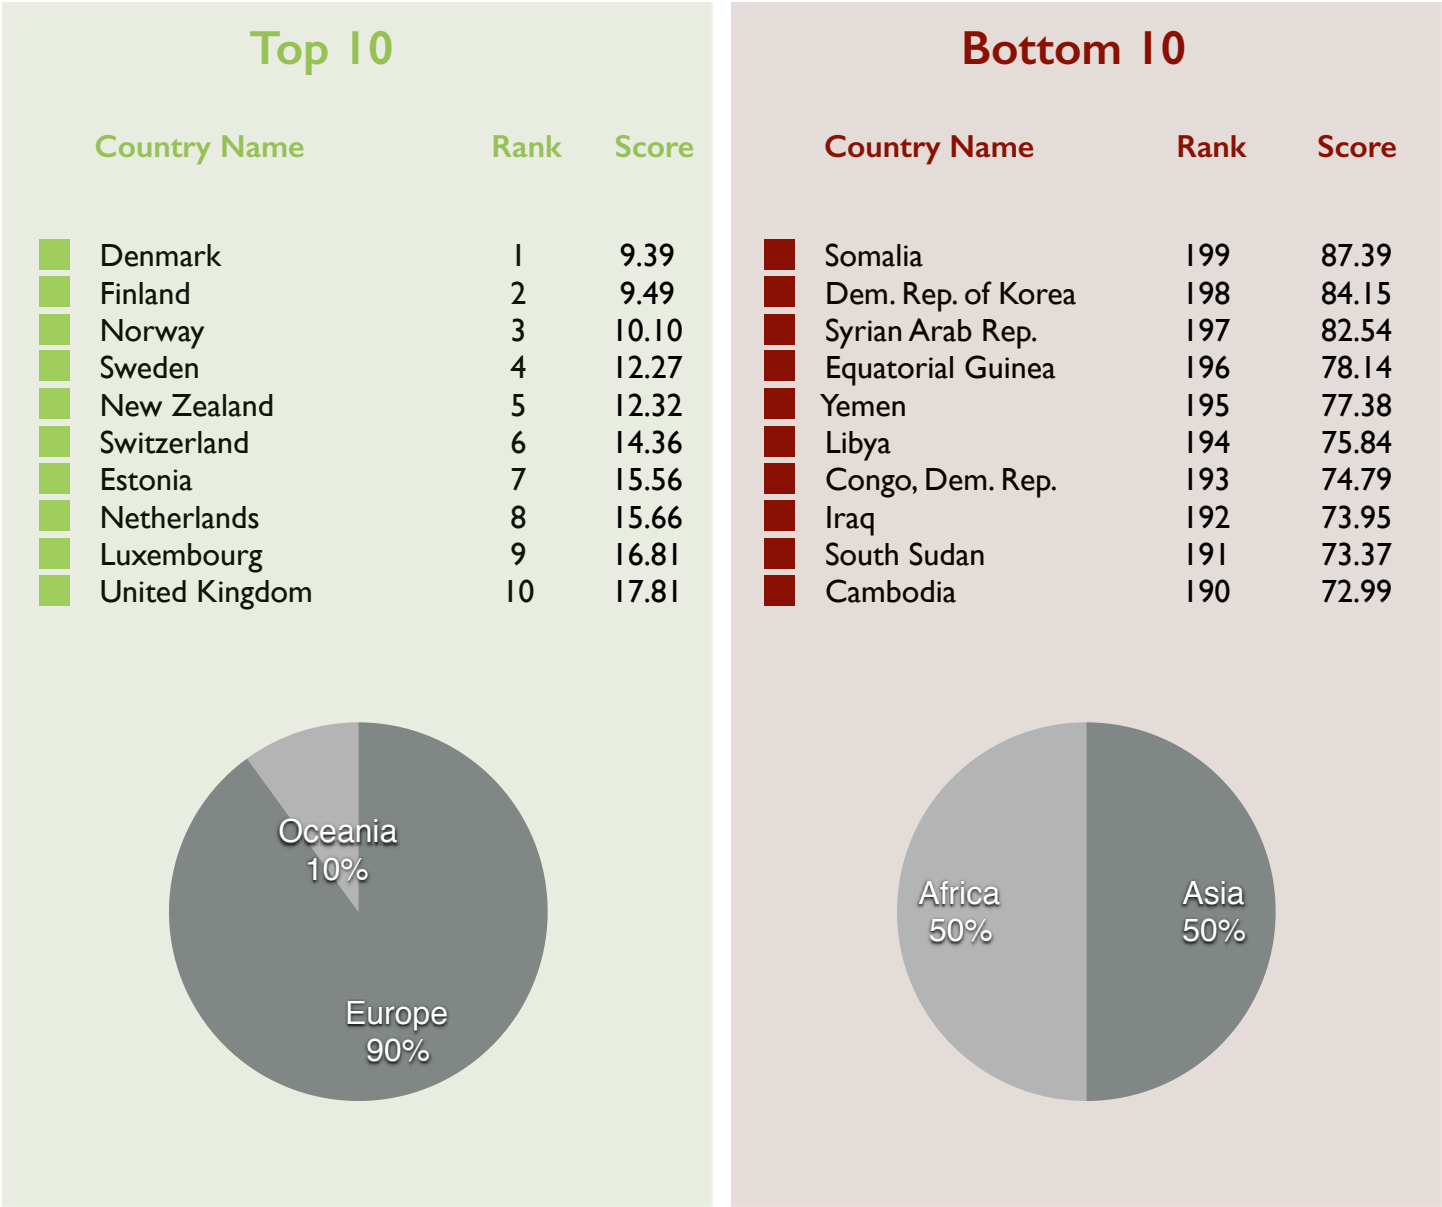 Top 10
Country Name Rank Score
Denmark 1 9.39
Finland 2 9.49
Norway 3 10.10
Sweden 4 12.27
New Zealand 5 12.32
Switzerland 6 14.36
Estonia 7 15.56
Netherlands 8 15.66
Luxembourg 9 16.81
United Kingdom 10 17.81
Oceania
10%
Europe
90%
Bottom 10
Country Name Rank Score
Somalia 199 87.39
Dem. Rep. of Korea 198 84.15
Syrian Arab Rep. 197 82.54
Equatorial Guinea 196 78.14
Yemen 195 77.38
Libya 194 75.84
Congo, Dem. Rep. 193 74.79
Iraq 192 73.95
South Sudan 191 73.37
Cambodia 190 72.99
Africa
50%
Asia
50%